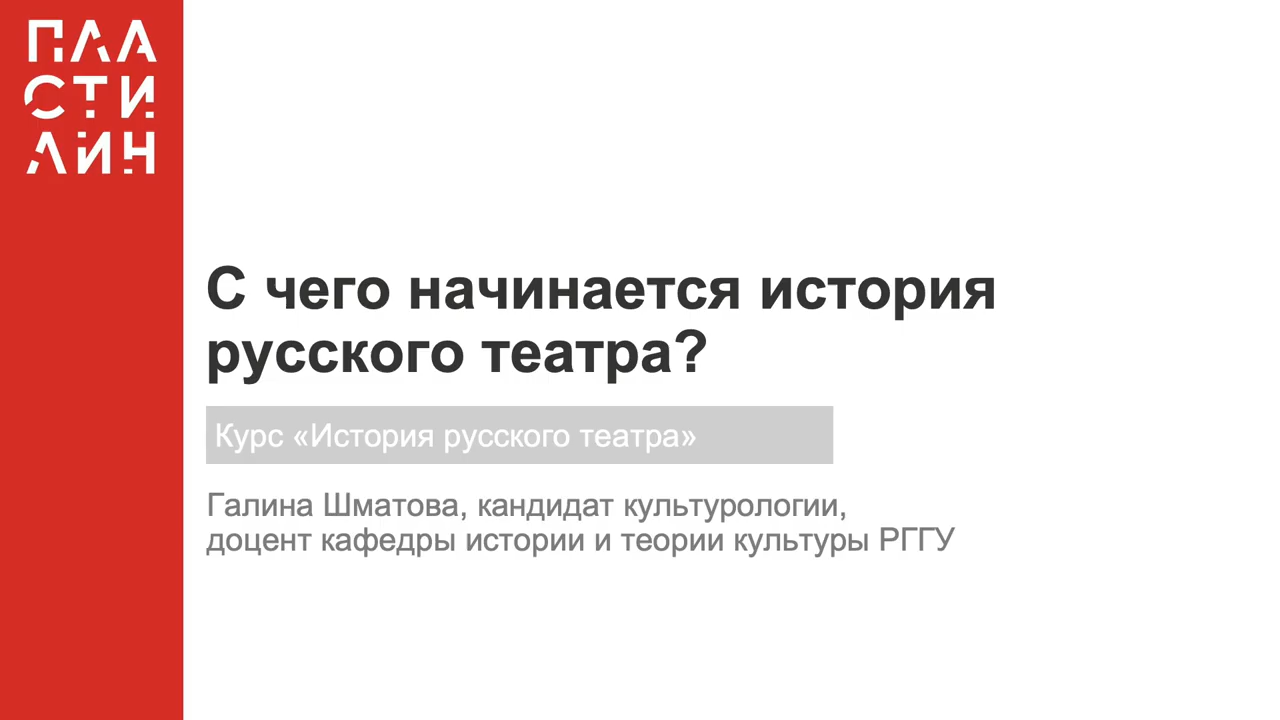 ПЛА
СТИ
ЛИН
С чего начинается история
русского театра?
Курс «История русского театра»
Галина Шматова, кандидат культурологии,
доцент кафедры истории и теории культуры РГГУ